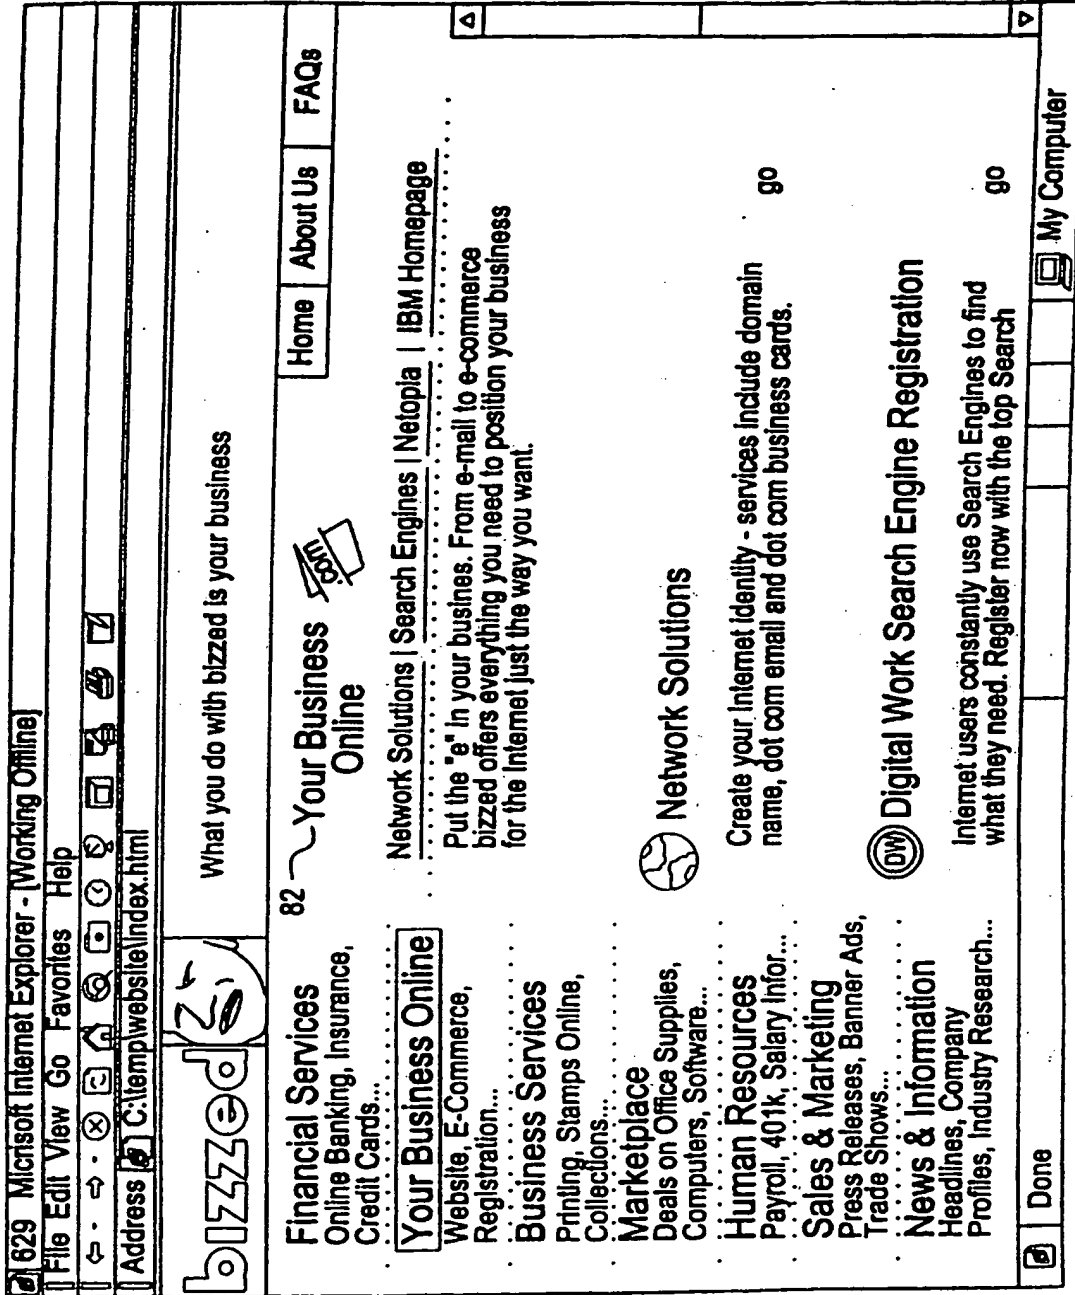 629 Micrisoft Internet Explorer - [Working Offline]
File Edit View Go Favorites Help
Address C:\temp\website\index.html
bizzed
What you do with bizzed is your business
Home | About Us | FAQs
Financial Services
Online Banking, Insurance,
Credit Cards...
Your Business Online
Website, E-Commerce,
Registration...
Business Services
Printing, Stamps Online,
Collections...
Marketplace
Deals on Office Supplies,
Computers, Software...
Human Resources
Payroll, 401k, Salary Infor...
Sales & Marketing
Press Releases, Banner Ads,
Trade Shows...
News & Information
Headlines, Company
Profiles, Industry Research...
82
Your Business
Online
.com
Network Solutions | Search Engines | Netopia | IBM Homepage
Put the "e" in your busines. From e-mail to e-commerce
bizzed offers everything you need to position your business
for the Internet just the way you want.
Network Solutions
Create your Internet identity - services include domain
name, dot com email and dot com business cards.
go
DW Digital Work Search Engine Registration
Internet users constantly use Search Engines to find
what they need. Register now with the top Search
go
Done
My Computer